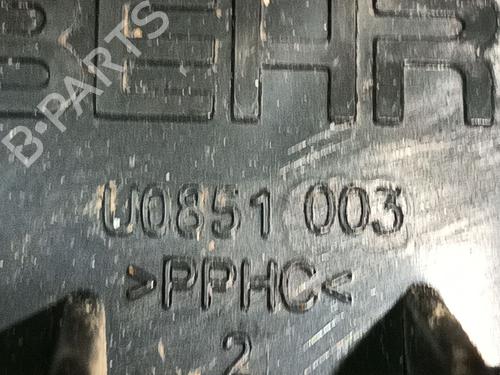 BEHR
B-PARTS
U0851 003
>PPHC<
2